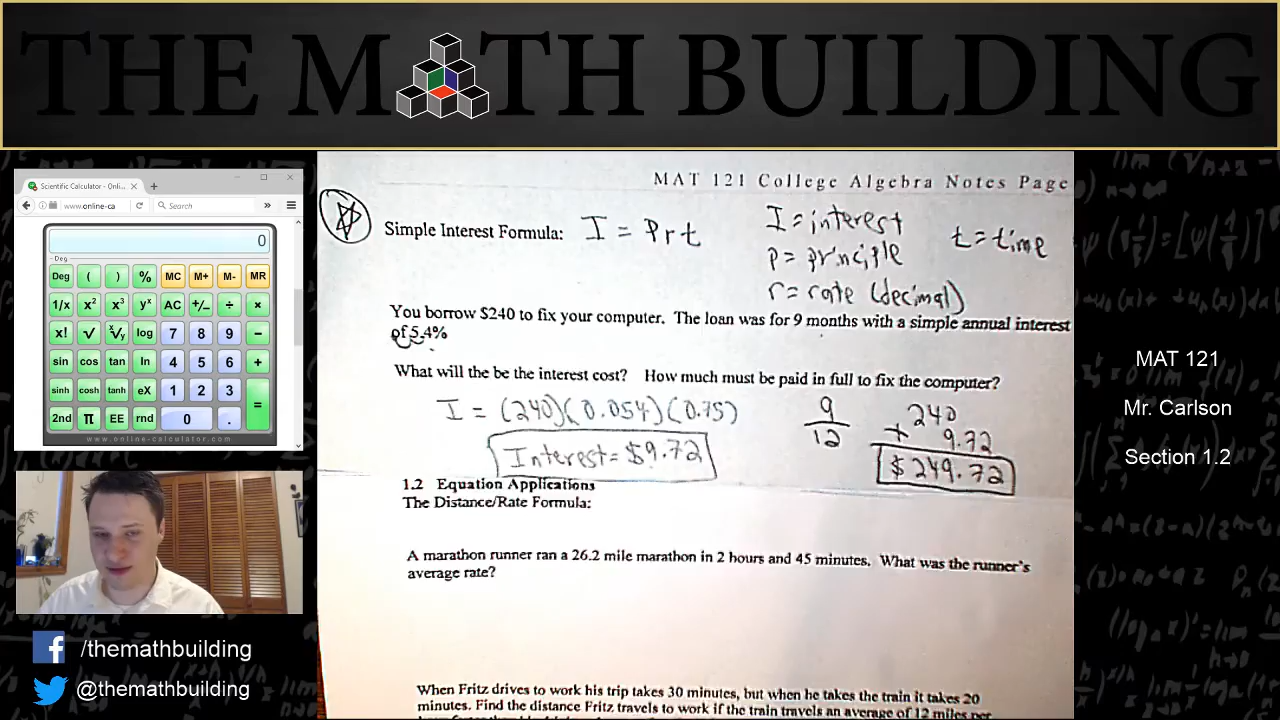 THE MATH BUILDING
Scientific Calculator - Onli...
www.online-ca
Search
0
Deg
Deg ( ) % MC M+ M- MR
1/x x² x³ yˣ AC +/− ÷ ×
x! √ ˣ√y log 7 8 9 −
sin cos tan ln 4 5 6 +
sinh cosh tanh eX 1 2 3 =
2nd π EE rnd 0 .
www.online-calculator.com
MAT 121 College Algebra Notes Page
Simple Interest Formula: I = Prt
I = interest
P = principle
r = rate (decimal)
t = time
You borrow $240 to fix your computer. The loan was for 9 months with a simple annual interest
of 5.4%
What will the be the interest cost? How much must be paid in full to fix the computer?
I = (240)(0.054)(0.75)
Interest = $9.72
9
12
240
+ 9.72
$249.72
1.2 Equation Applications
The Distance/Rate Formula:
A marathon runner ran a 26.2 mile marathon in 2 hours and 45 minutes. What was the runner's
average rate?
When Fritz drives to work his trip takes 30 minutes, but when he takes the train it takes 20
minutes. Find the distance Fritz travels to work if the train travels an average of 12 miles per
MAT 121
Mr. Carlson
Section 1.2
/themathbuilding
@themathbuilding